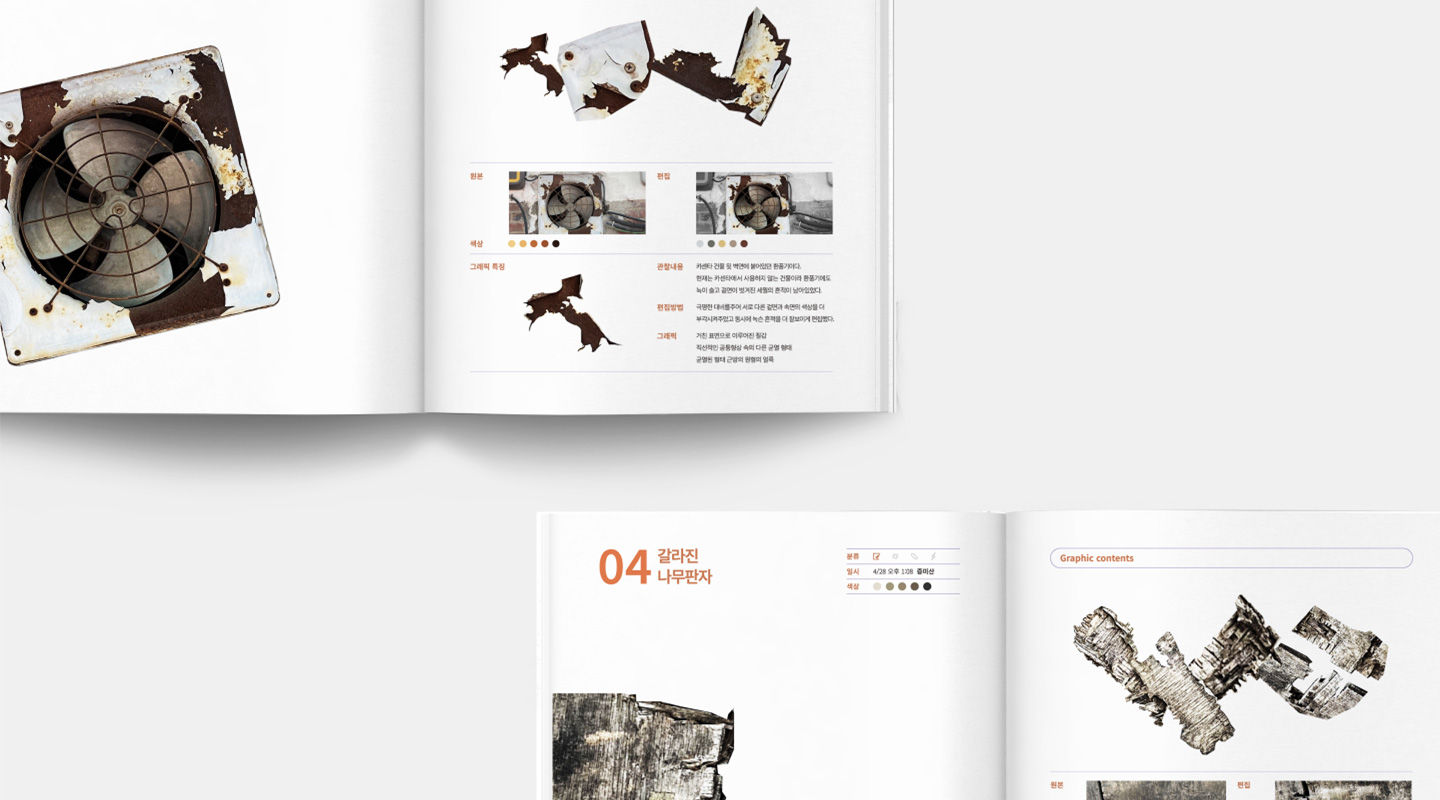 원본
편집
색상
그래픽 특징
관찰내용
카센타 건물 뒷 벽면에 붙어있던 환풍기이다.
현재는 카센타에서 사용하지 않는 건물이라 환풍기에도
녹이 슬고 겉면이 벗겨진 세월의 흔적이 남아있었다.
편집방법
극명한 대비를주어 서로 다른 겉면과 속면의 색상을 더
부각시켜주었고 동시에 녹슨 흔적을 더 잘보이게 편집했다.
그래픽
거친 표면으로 이루어진 질감
직선적인 공통형상 속의 다른 균열 형태
균열된 형태 근방의 원형의 얼룩
04 갈라진
나무판자
분류
일시 4/28 오후 1:08 증미산
색상
Graphic contents
원본
편집